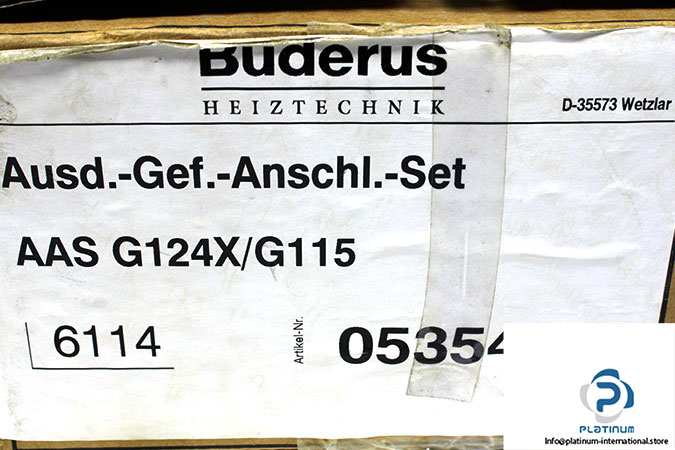 Buderus
HEIZTECHNIK
D-35573 Wetzlar
Ausd.-Gef.-Anschl.-Set
AAS G124X/G115
6114
Artikel-Nr.
05354
PLATINUM
info@platinum-international.store